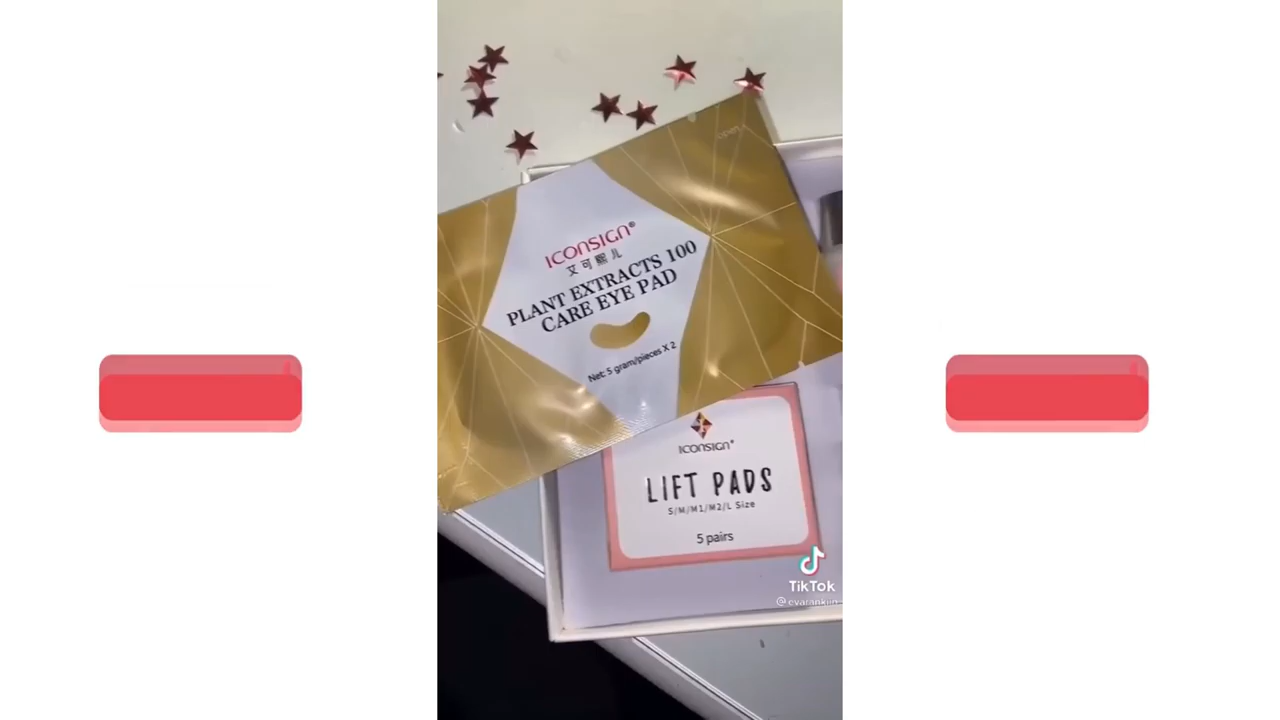 ICONSIGN®
艾可熙儿
PLANT EXTRACTS 100
CARE EYE PAD
Net: 5 gram/pieces X 2
ICONSIGN®
LIFT PADS
S/M/M1/M2/L Size
5 pairs
TikTok